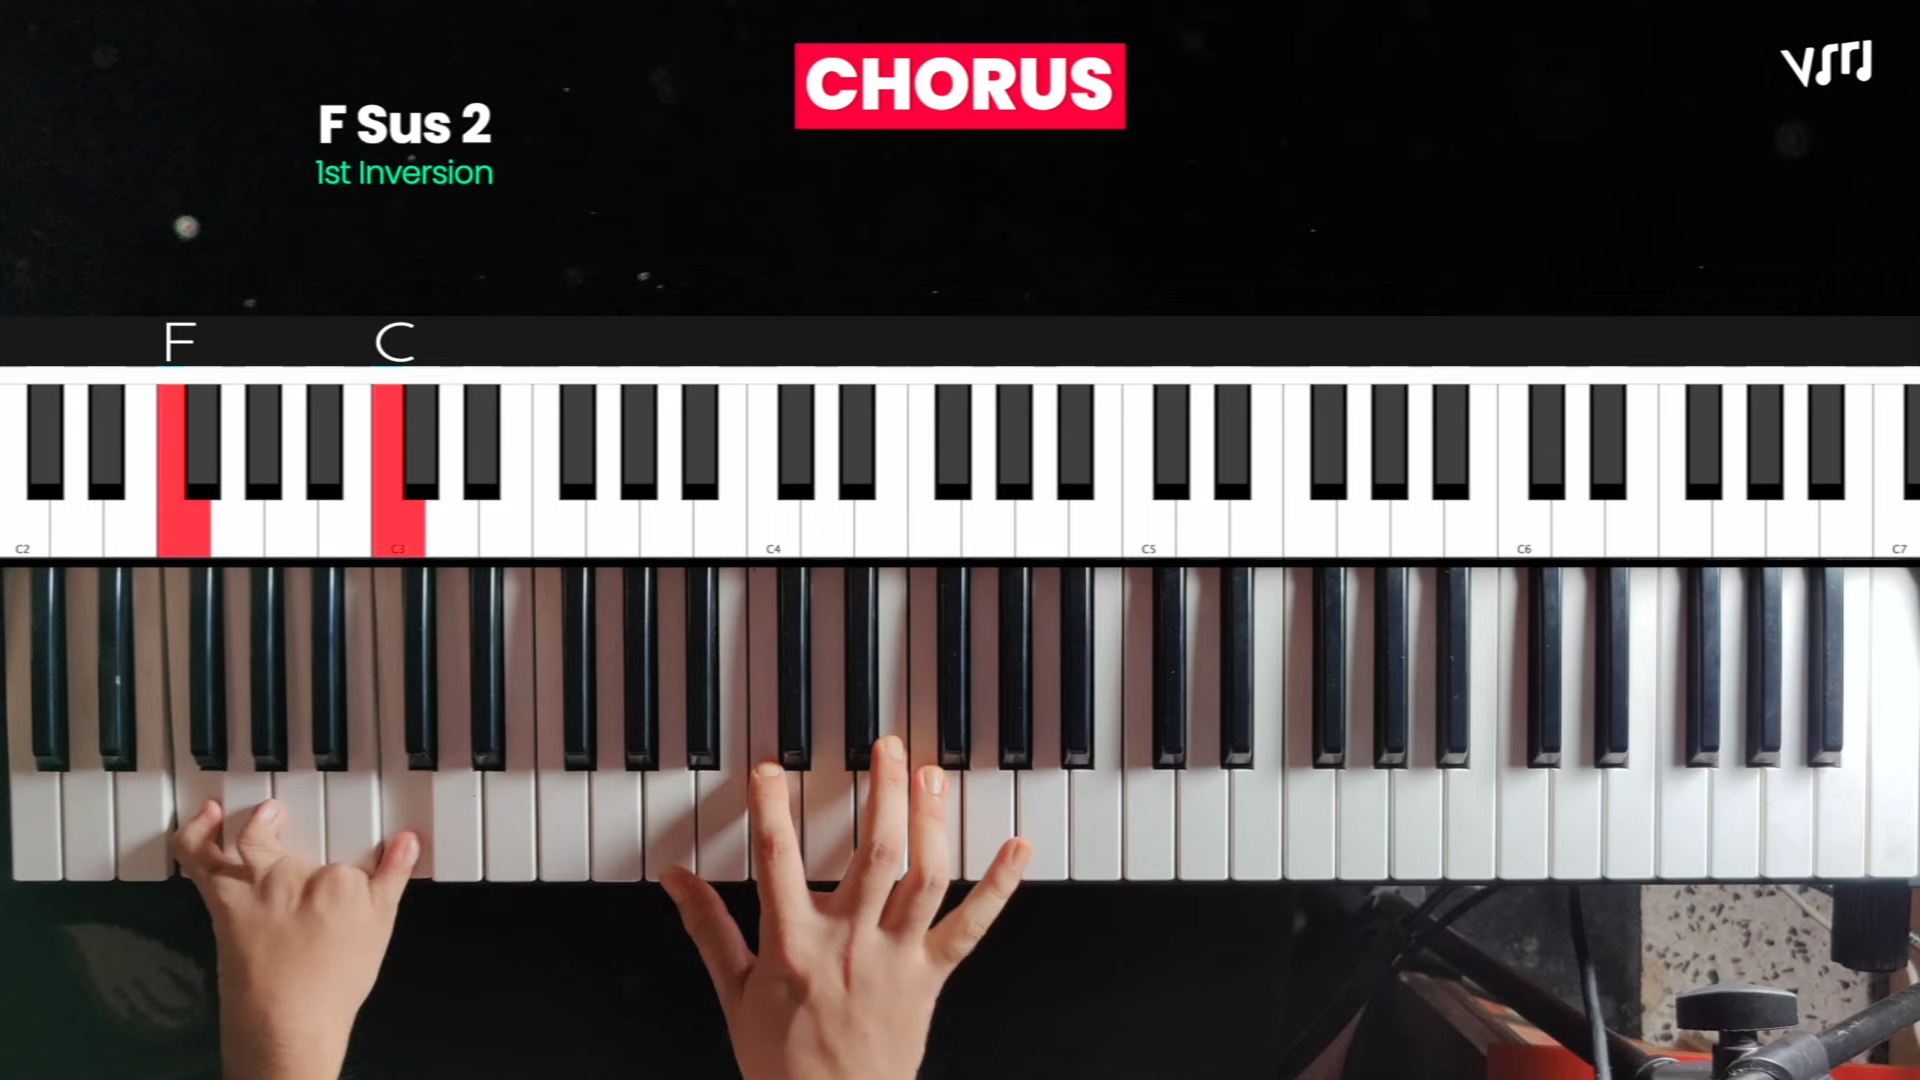 CHORUS
F Sus 2
1st Inversion
F C
C2 C3 C4 C5 C6 C7